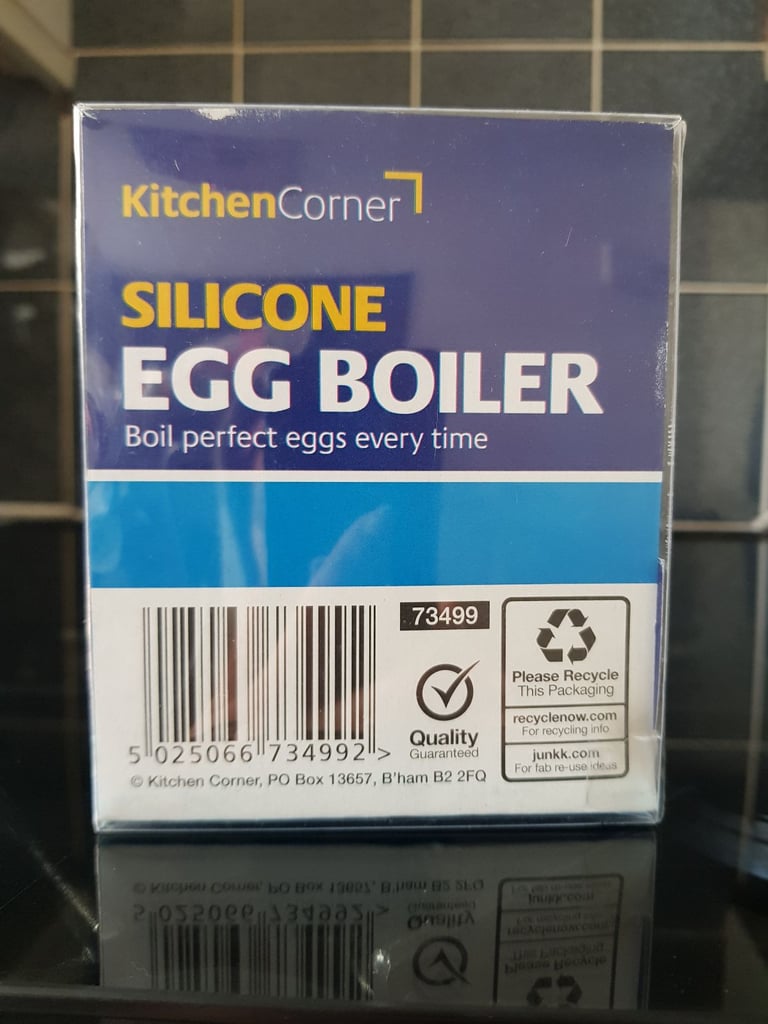 KitchenCorner
SILICONE
EGG BOILER
Boil perfect eggs every time
73499
Quality
Guaranteed
Please Recycle
This Packaging
recyclenow.com
For recycling info
junkk.com
For fab re-use ideas
5 025066 734992 >
© Kitchen Corner, PO Box 13657, B'ham B2 2FQ